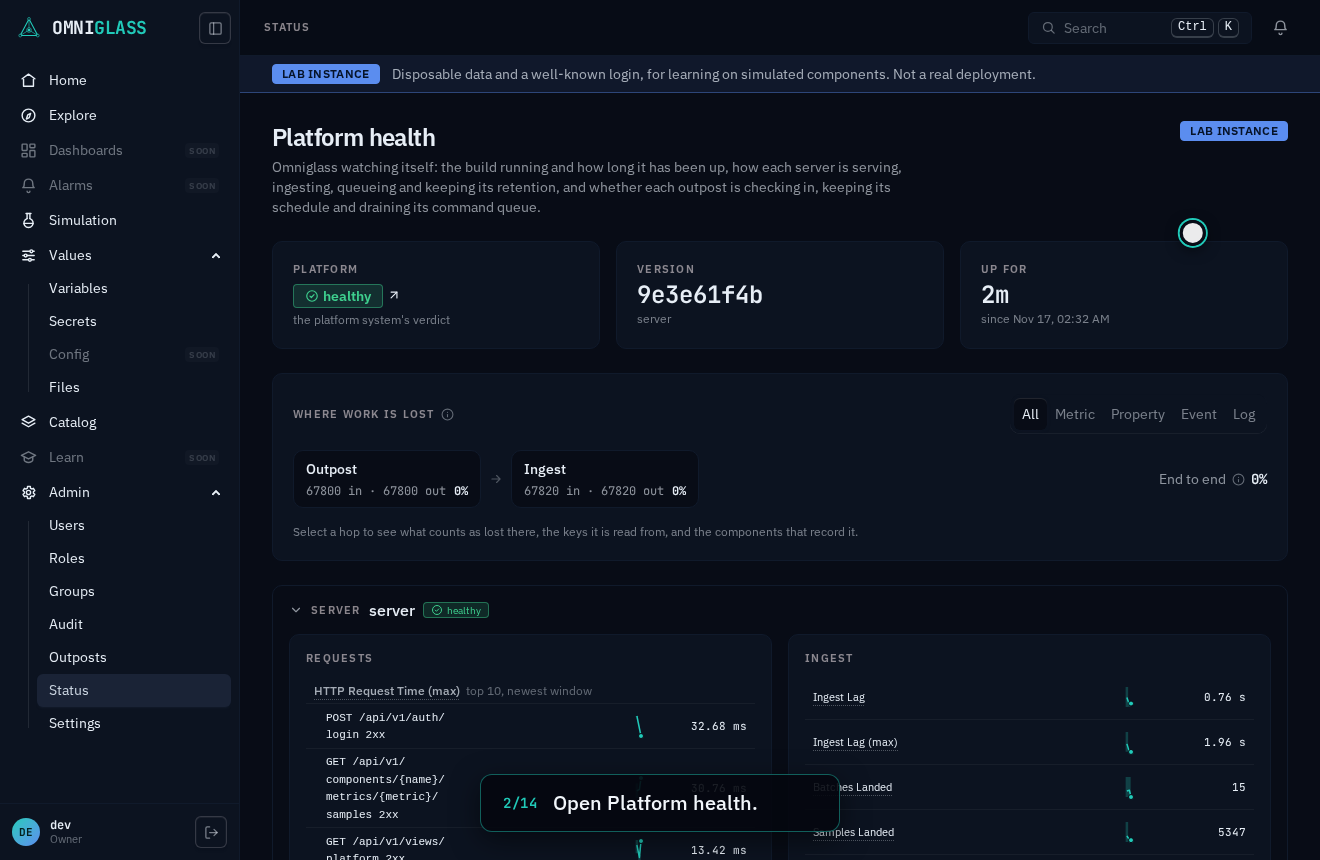 OMNIGLASS
Home
Explore
Dashboards SOON
Alarms SOON
Simulation
Values
Variables
Secrets
Config SOON
Files
Catalog
Learn SOON
Admin
Users
Roles
Groups
Audit
Outposts
Status
Settings
DE dev
Owner
STATUS
Search Ctrl K
LAB INSTANCE Disposable data and a well-known login, for learning on simulated components. Not a real deployment.
Platform health
LAB INSTANCE
Omniglass watching itself: the build running and how long it has been up, how each server is serving,
ingesting, queueing and keeping its retention, and whether each outpost is checking in, keeping its
schedule and draining its command queue.
PLATFORM
healthy
the platform system's verdict
VERSION
9e3e61f4b
server
UP FOR
2m
since Nov 17, 02:32 AM
WHERE WORK IS LOST
All Metric Property Event Log
Outpost
67800 in · 67800 out 0%
Ingest
67820 in · 67820 out 0%
End to end 0%
Select a hop to see what counts as lost there, the keys it is read from, and the components that record it.
SERVER server healthy
REQUESTS
HTTP Request Time (max) top 10, newest window
POST /api/v1/auth/
login 2xx
32.68 ms
GET /api/v1/
components/{name}/
metrics/{metric}/
samples 2xx
30.76 ms
GET /api/v1/views/
platform 2xx
13.42 ms
INGEST
Ingest Lag 0.76 s
Ingest Lag (max) 1.96 s
Batches Landed 15
Samples Landed 5347
2/14 Open Platform health.